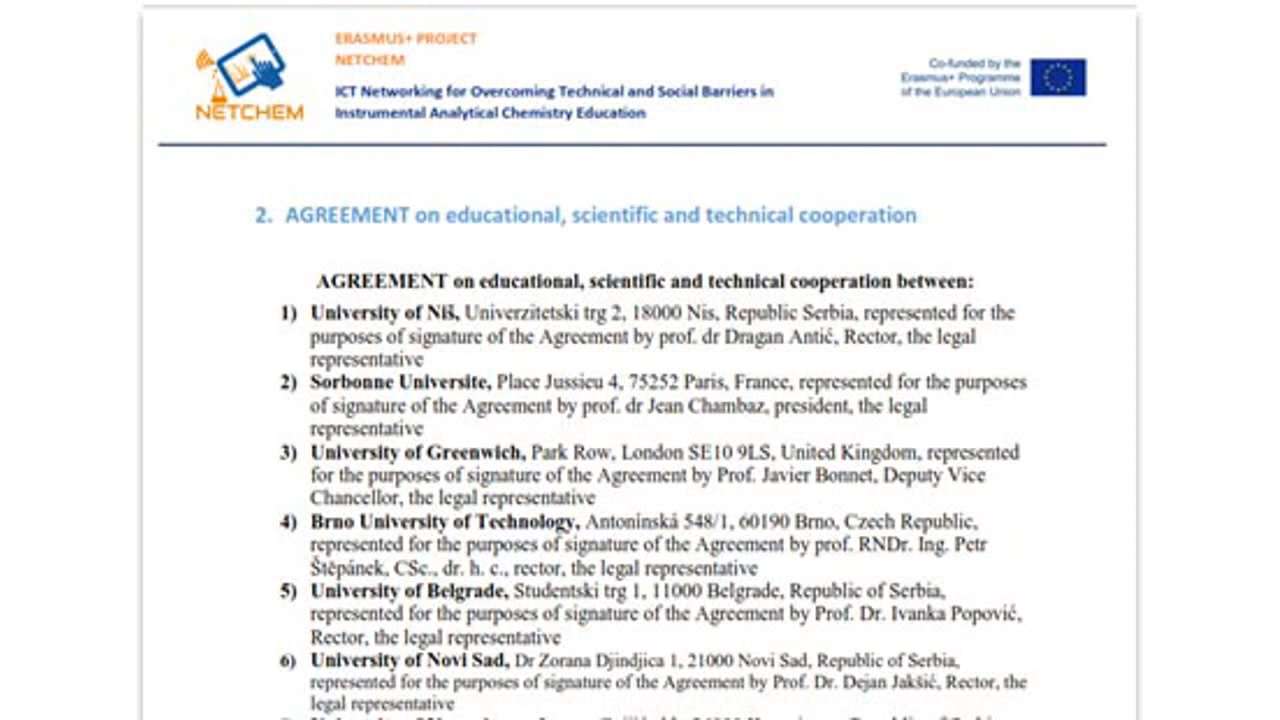 NETCHEM
ERASMUS+ PROJECT
NETCHEM
ICT Networking for Overcoming Technical and Social Barriers in
Instrumental Analytical Chemistry Education
Co-funded by the
Erasmus+ Programme
of the European Union
2. AGREEMENT on educational, scientific and technical cooperation
AGREEMENT on educational, scientific and technical cooperation between:
1) University of Niš, Univerzitetski trg 2, 18000 Nis, Republic Serbia, represented for the
purposes of signature of the Agreement by prof. dr Dragan Antić, Rector, the legal
representative
2) Sorbonne Universite, Place Jussieu 4, 75252 Paris, France, represented for the purposes
of signature of the Agreement by prof. dr Jean Chambaz, president, the legal
representative
3) University of Greenwich, Park Row, London SE10 9LS, United Kingdom, represented
for the purposes of signature of the Agreement by Prof. Javier Bonnet, Deputy Vice
Chancellor, the legal representative
4) Brno University of Technology, Antonínská 548/1, 60190 Brno, Czech Republic,
represented for the purposes of signature of the Agreement by prof. RNDr. Ing. Petr
Štěpánek, CSc., dr. h. c., rector, the legal representative
5) University of Belgrade, Studentski trg 1, 11000 Belgrade, Republic of Serbia,
represented for the purposes of signature of the Agreement by Prof. Dr. Ivanka Popović,
Rector, the legal representative
6) University of Novi Sad, Dr Zorana Djindjica 1, 21000 Novi Sad, Republic of Serbia,
represented for the purposes of signature of the Agreement by Prof. Dr. Dejan Jakšić, Rector, the
legal representative